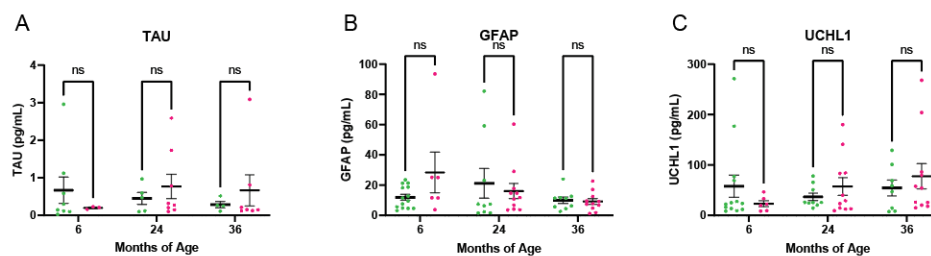 A
TAU
ns
ns
ns
4
3
2
1
0
TAU (pg/mL)
6
24
36
Months of Age
B
GFAP
ns
ns
ns
100
80
60
40
20
0
GFAP (pg/mL)
6
24
36
Months of Age
C
UCHL1
ns
ns
ns
300
200
100
0
UCHL1 (pg/mL)
6
24
36
Months of Age